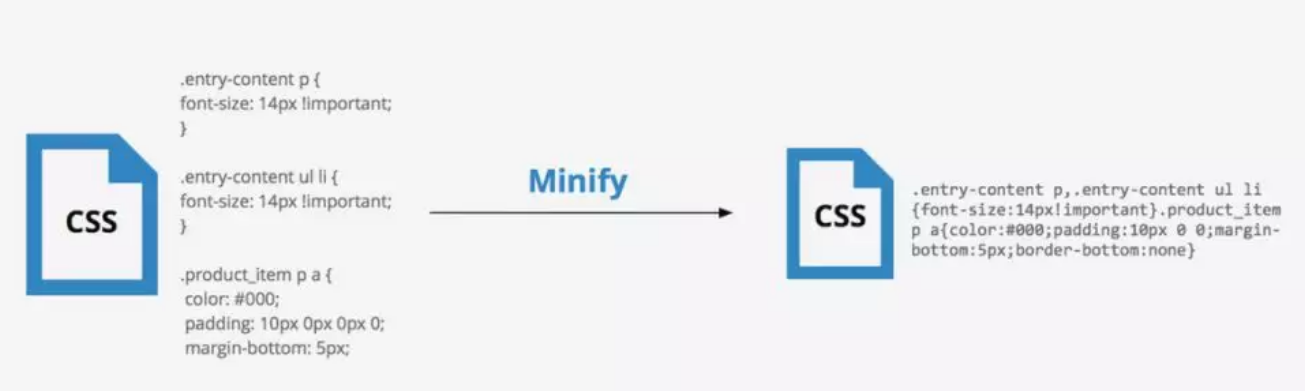 .entry-content p {
font-size: 14px !important;
}
.entry-content ul li {
font-size: 14px !important;
}
.product_item p a {
color: #000;
padding: 10px 0px 0px 0;
margin-bottom: 5px;
CSS
Minify
CSS
.entry-content p,.entry-content ul li
{font-size:14px!important}.product_item
p a{color:#000;padding:10px 0 0;margin-
bottom:5px;border-bottom:none}